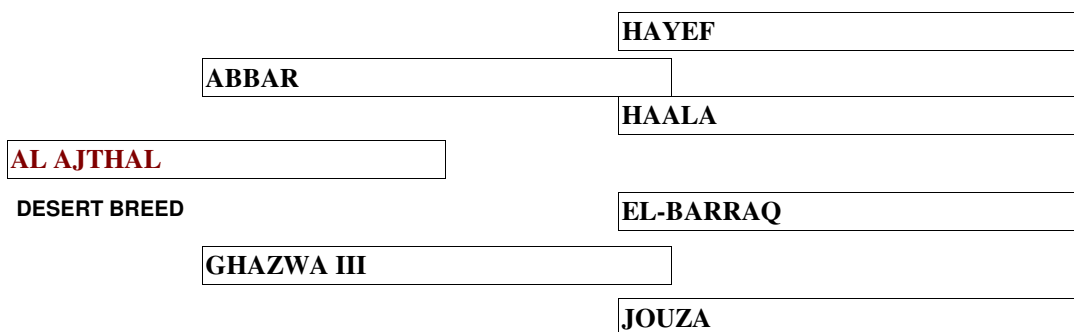 HAYEF
ABBAR
HAALA
AL AJTHAL
DESERT BREED
EL-BARRAQ
GHAZWA III
JOUZA